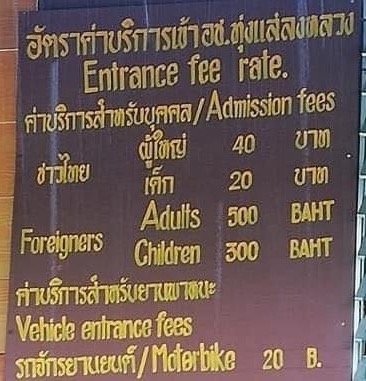 อัตราค่าบริการเข้าอช.ทุ่งแสลงหลวง
Entrance fee rate.
ค่าบริการสำหรับบุคคล/Admission fees
ชาวไทย ผู้ใหญ่ 40 บาท
เด็ก 20 บาท
Foreigners Adults 500 BAHT
Children 300 BAHT
ค่าบริการสำหรับยานพาหนะ
Vehicle entrance fees
รถจักรยานยนต์/Motorbike 20 B.